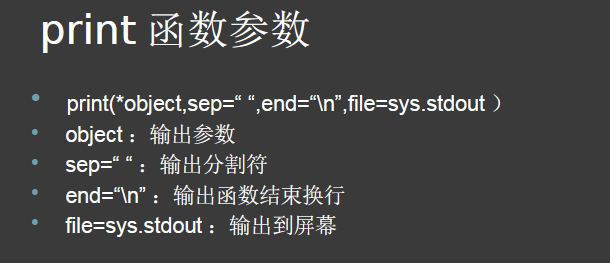 print 函数参数
print(*object,sep=“ “,end=“\n”,file=sys.stdout ）
object ：输出参数
sep=“ “ ：输出分割符
end=“\n” ：输出函数结束换行
file=sys.stdout ：输出到屏幕